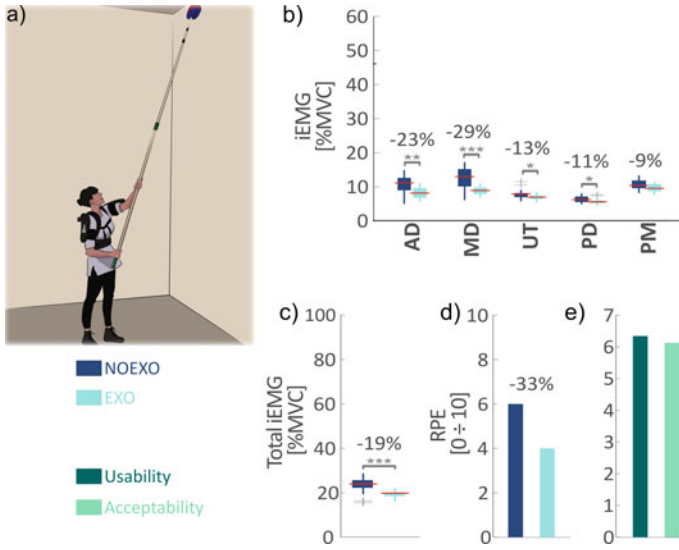 a)
b)
60
50
40
30
20
10
0
iEMG
[%MVC]
-23%
**
-29%
***
-13%
*
-11%
*
-9%
AD
MD
UT
PD
PM
NOEXO
EXO
Usability
Acceptability
c)
100
80
60
40
20
0
Total iEMG
[%MVC]
-19%
***
d)
10
8
6
4
2
0
RPE
[0÷10]
-33%
e)
7
6
5
4
3
2
1
0